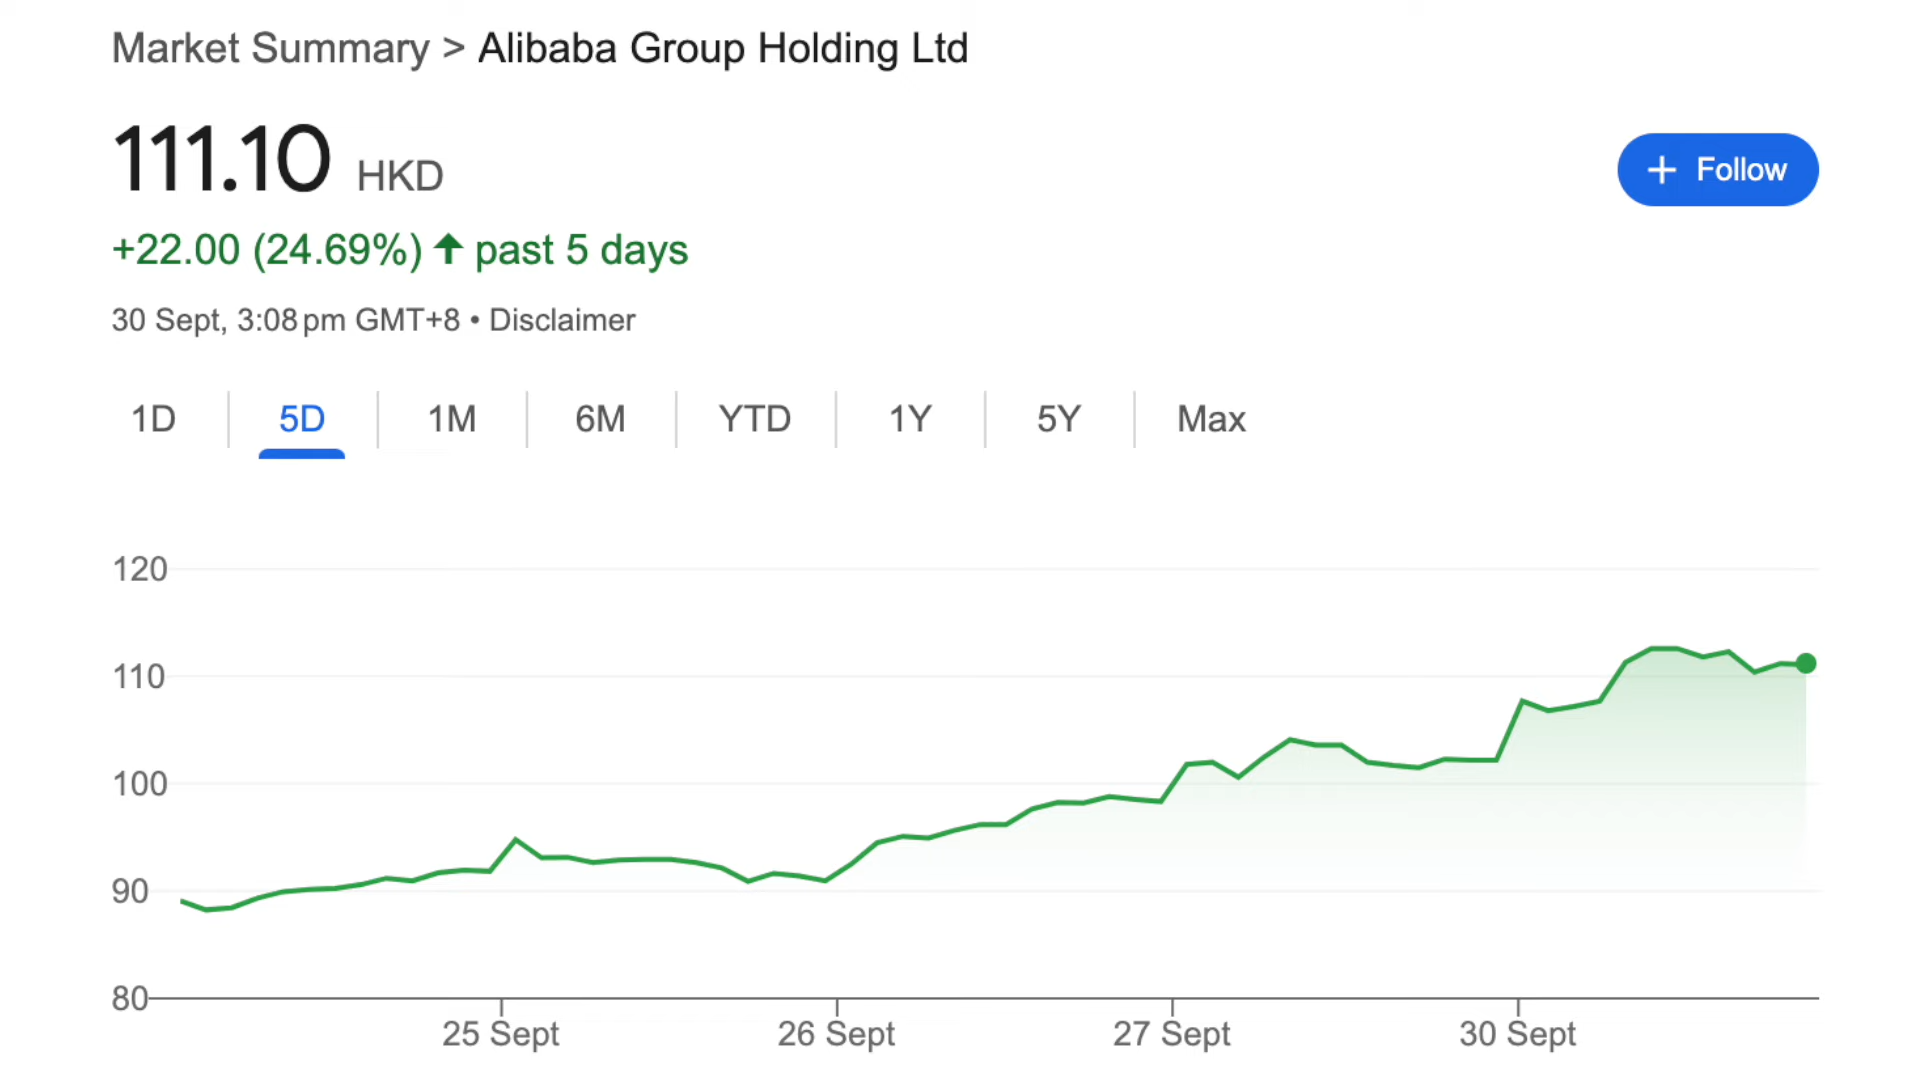 Market Summary > Alibaba Group Holding Ltd
111.10 HKD
+ Follow
+22.00 (24.69%) ↑ past 5 days
30 Sept, 3:08 pm GMT+8 • Disclaimer
1D 5D 1M 6M YTD 1Y 5Y Max
120
110
100
90
80
25 Sept 26 Sept 27 Sept 30 Sept